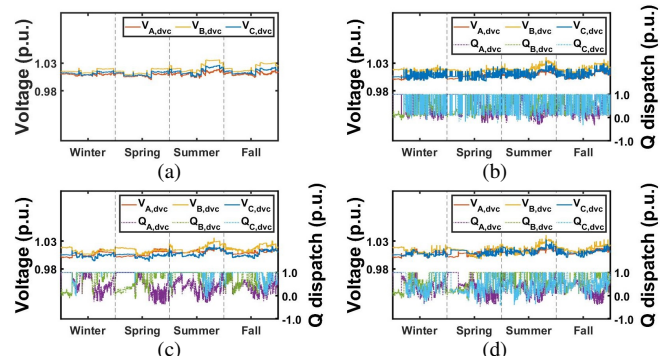 V_A,dvc V_B,dvc V_C,dvc
Voltage (p.u.)
1.03
0.98
Winter Spring Summer Fall
(a)
V_A,dvc V_B,dvc V_C,dvc
Q_A,dvc Q_B,dvc Q_C,dvc
Voltage (p.u.)
1.03
0.98
1.0
0.0
-1.0
Q dispatch (p.u.)
Winter Spring Summer Fall
(b)
V_A,dvc V_B,dvc V_C,dvc
Q_A,dvc Q_B,dvc Q_C,dvc
Voltage (p.u.)
1.03
0.98
1.0
0.0
-1.0
Q dispatch (p.u.)
Winter Spring Summer Fall
(c)
V_A,dvc V_B,dvc V_C,dvc
Q_A,dvc Q_B,dvc Q_C,dvc
Voltage (p.u.)
1.03
0.98
1.0
0.0
-1.0
Q dispatch (p.u.)
Winter Spring Summer Fall
(d)